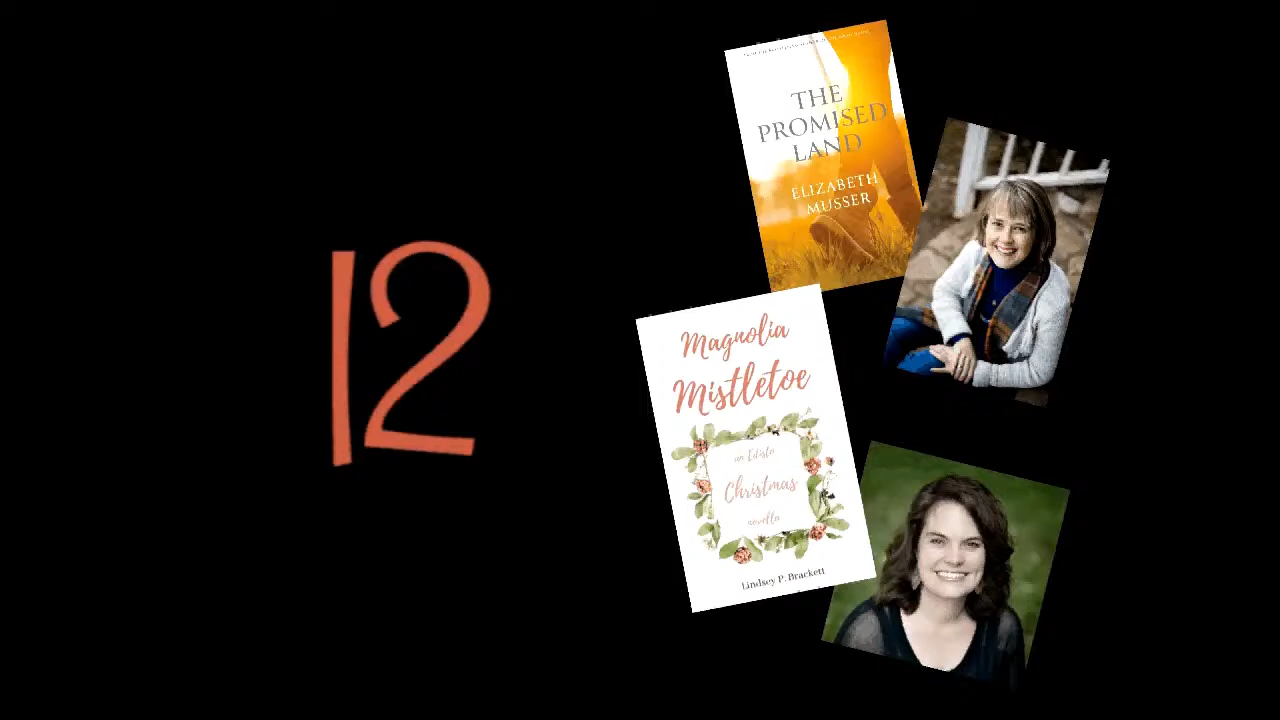 12
THE
PROMISED
LAND
ELIZABETH
MUSSER
Magnolia
Mistletoe
an Edisto
Christmas
novella
Lindsey P. Brackett